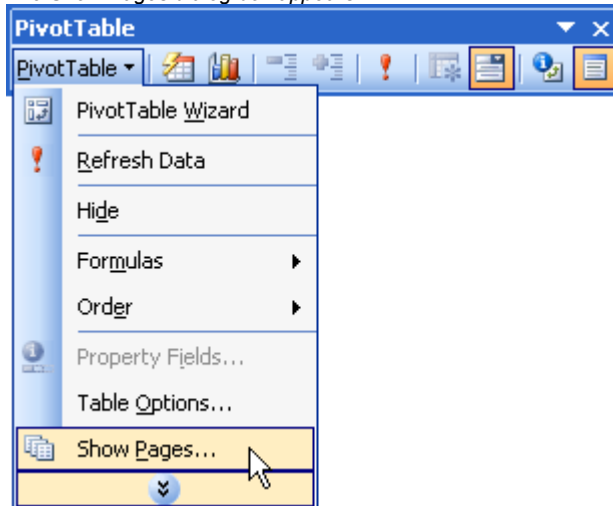 PivotTable
PivotTable
PivotTable Wizard
Refresh Data
Hide
Formulas
Order
Property Fields...
Table Options...
Show Pages...